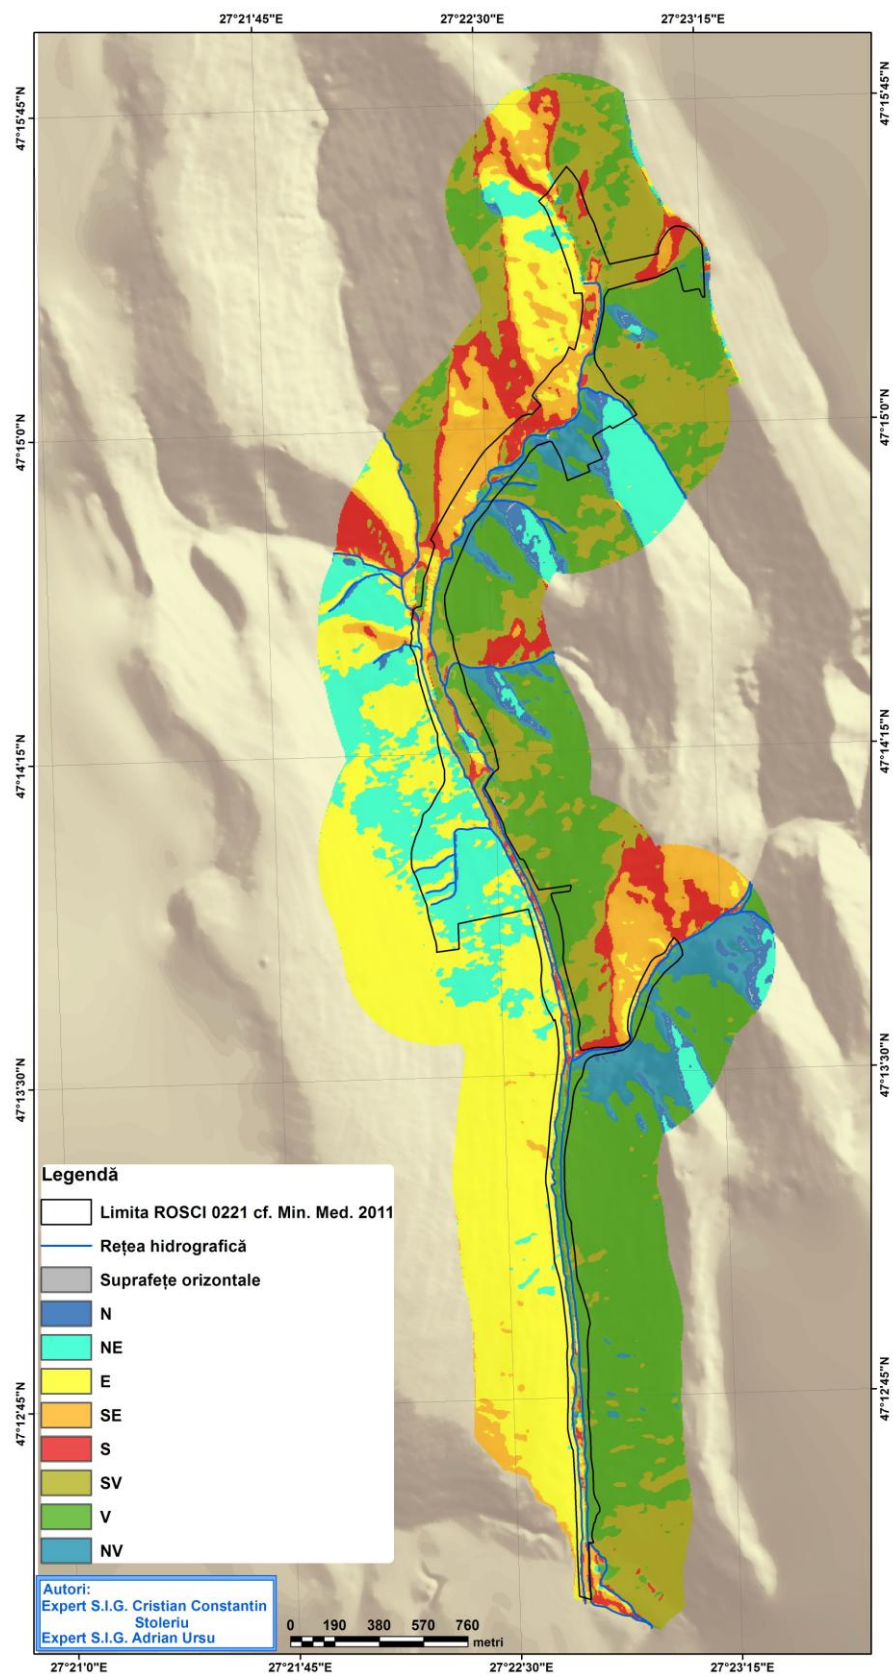 27°21'45"E 27°22'30"E 27°23'15"E
47°15'45"N 47°15'45"N
47°15'0"N 47°15'0"N
47°14'15"N 47°14'15"N
47°13'30"N 47°13'30"N
47°12'45"N 47°12'45"N
Legendă
Limita ROSCI 0221 cf. Min. Med. 2011
Rețea hidrografică
Suprafețe orizontale
N
NE
E
SE
S
SV
V
NV
Autori:
Expert S.I.G. Cristian Constantin
Stoleriu
Expert S.I.G. Adrian Ursu
0 190 380 570 760
metri
27°21'0"E 27°21'45"E 27°22'30"E 27°23'15"E